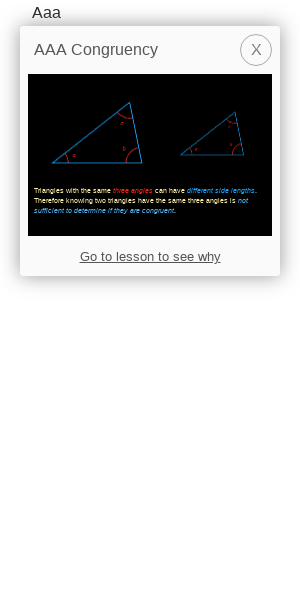 Aaa
AAA Congruency
X
Triangles with the same three angles can have different side lengths.
Therefore knowing two triangles have the same three angles is not
sufficient to determine if they are congruent.
Go to lesson to see why